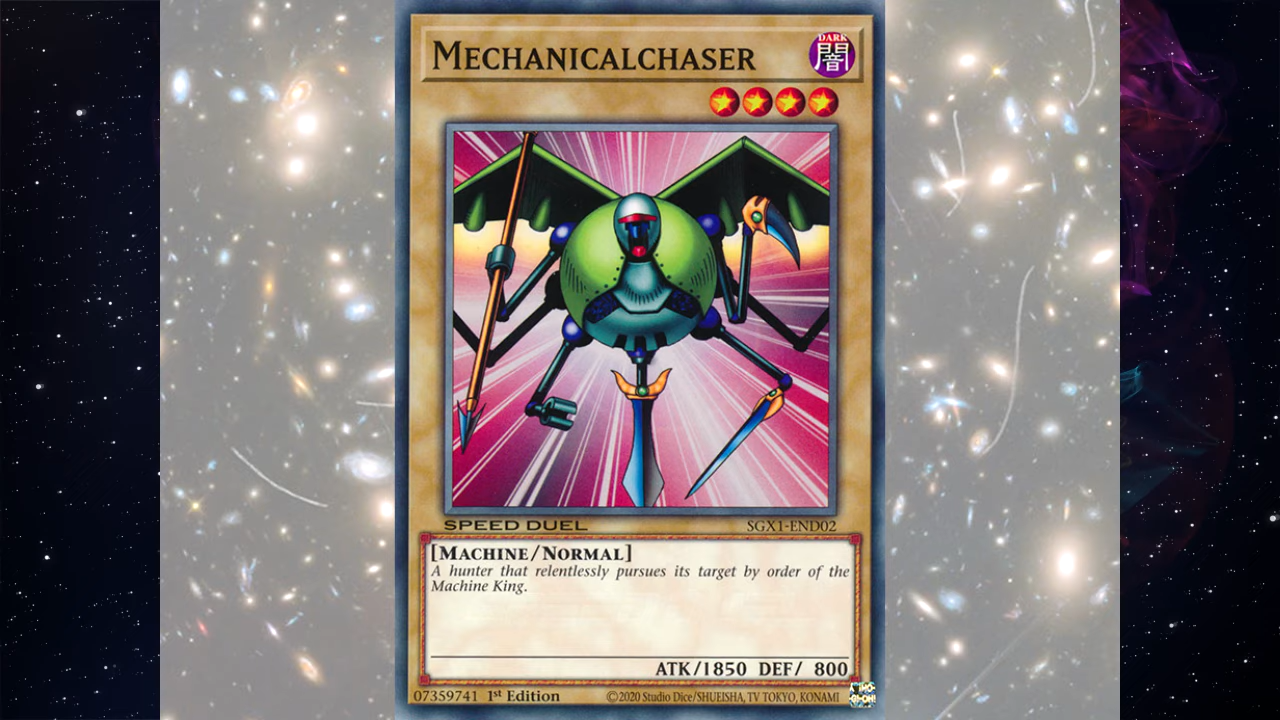 MECHANICALCHASER
DARK
闇
SPEED DUEL
SGX1-END02
[MACHINE/NORMAL]
A hunter that relentlessly pursues its target by order of the
Machine King.
ATK/1850 DEF/ 800
07359741 1st Edition
©2020 Studio Dice/SHUEISHA, TV TOKYO, KONAMI